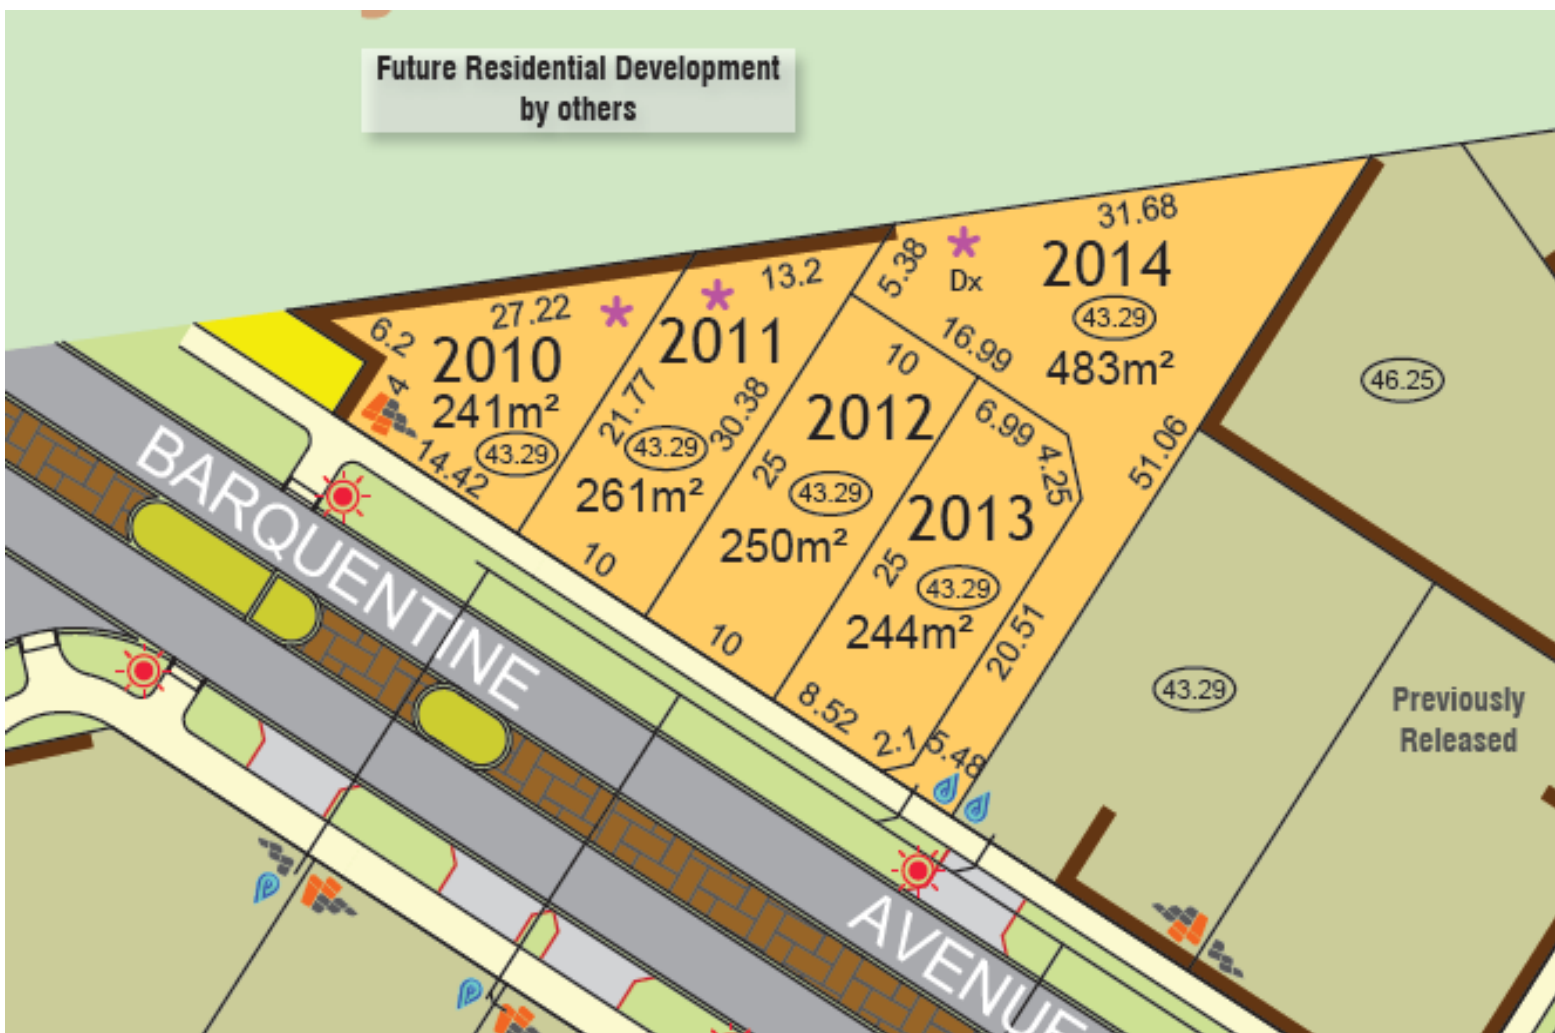 Future Residential Development
by others
31.68
5.38
Dx
2014
43.29
483m²
13.2
27.22
6.2
2010
4
241m²
43.29
14.42
2011
21.77
30.38
43.29
261m²
10
16.99
10
2012
25
43.29
250m²
10
6.99
4.25
2013
25
43.29
244m²
20.51
51.06
8.52
2.1
5.48
46.25
43.29
Previously
Released
BARQUENTINE
AVENUE